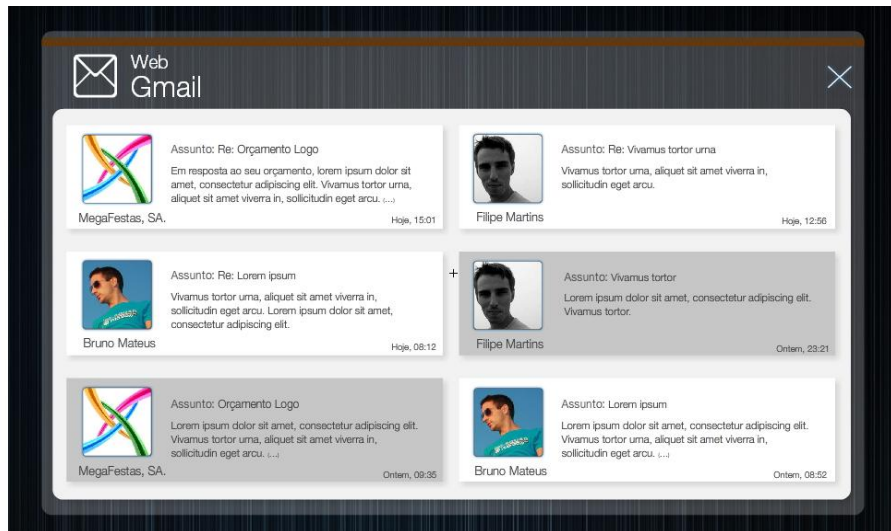 Web
Gmail
Assunto: Re: Orçamento Logo
Em resposta ao seu orçamento, lorem ipsum dolor sit
amet, consectetur adipiscing elit. Vivamus tortor urna,
aliquet sit amet viverra in, sollicitudin eget arcu. (...)
MegaFestas, SA.
Hoje, 15:01
Assunto: Re: Vivamus tortor urna
Vivamus tortor urna, aliquet sit amet viverra in,
sollicitudin eget arcu.
Filipe Martins
Hoje, 12:56
Assunto: Re: Lorem ipsum
Vivamus tortor urna, aliquet sit amet viverra in,
sollicitudin eget arcu. Lorem ipsum dolor sit amet,
consectetur adipiscing elit.
Bruno Mateus
Hoje, 08:12
Assunto: Vivamus tortor
Lorem ipsum dolor sit amet, consectetur adipiscing elit.
Vivamus tortor.
Filipe Martins
Ontem, 23:21
Assunto: Orçamento Logo
Lorem ipsum dolor sit amet, consectetur adipiscing elit.
Vivamus tortor urna, aliquet sit amet viverra in,
sollicitudin eget arcu. (...)
MegaFestas, SA.
Ontem, 09:35
Assunto: Lorem ipsum
Lorem ipsum dolor sit amet, consectetur adipiscing elit.
Vivamus tortor urna, aliquet sit amet viverra in,
sollicitudin eget arcu. (...)
Bruno Mateus
Ontem, 08:52